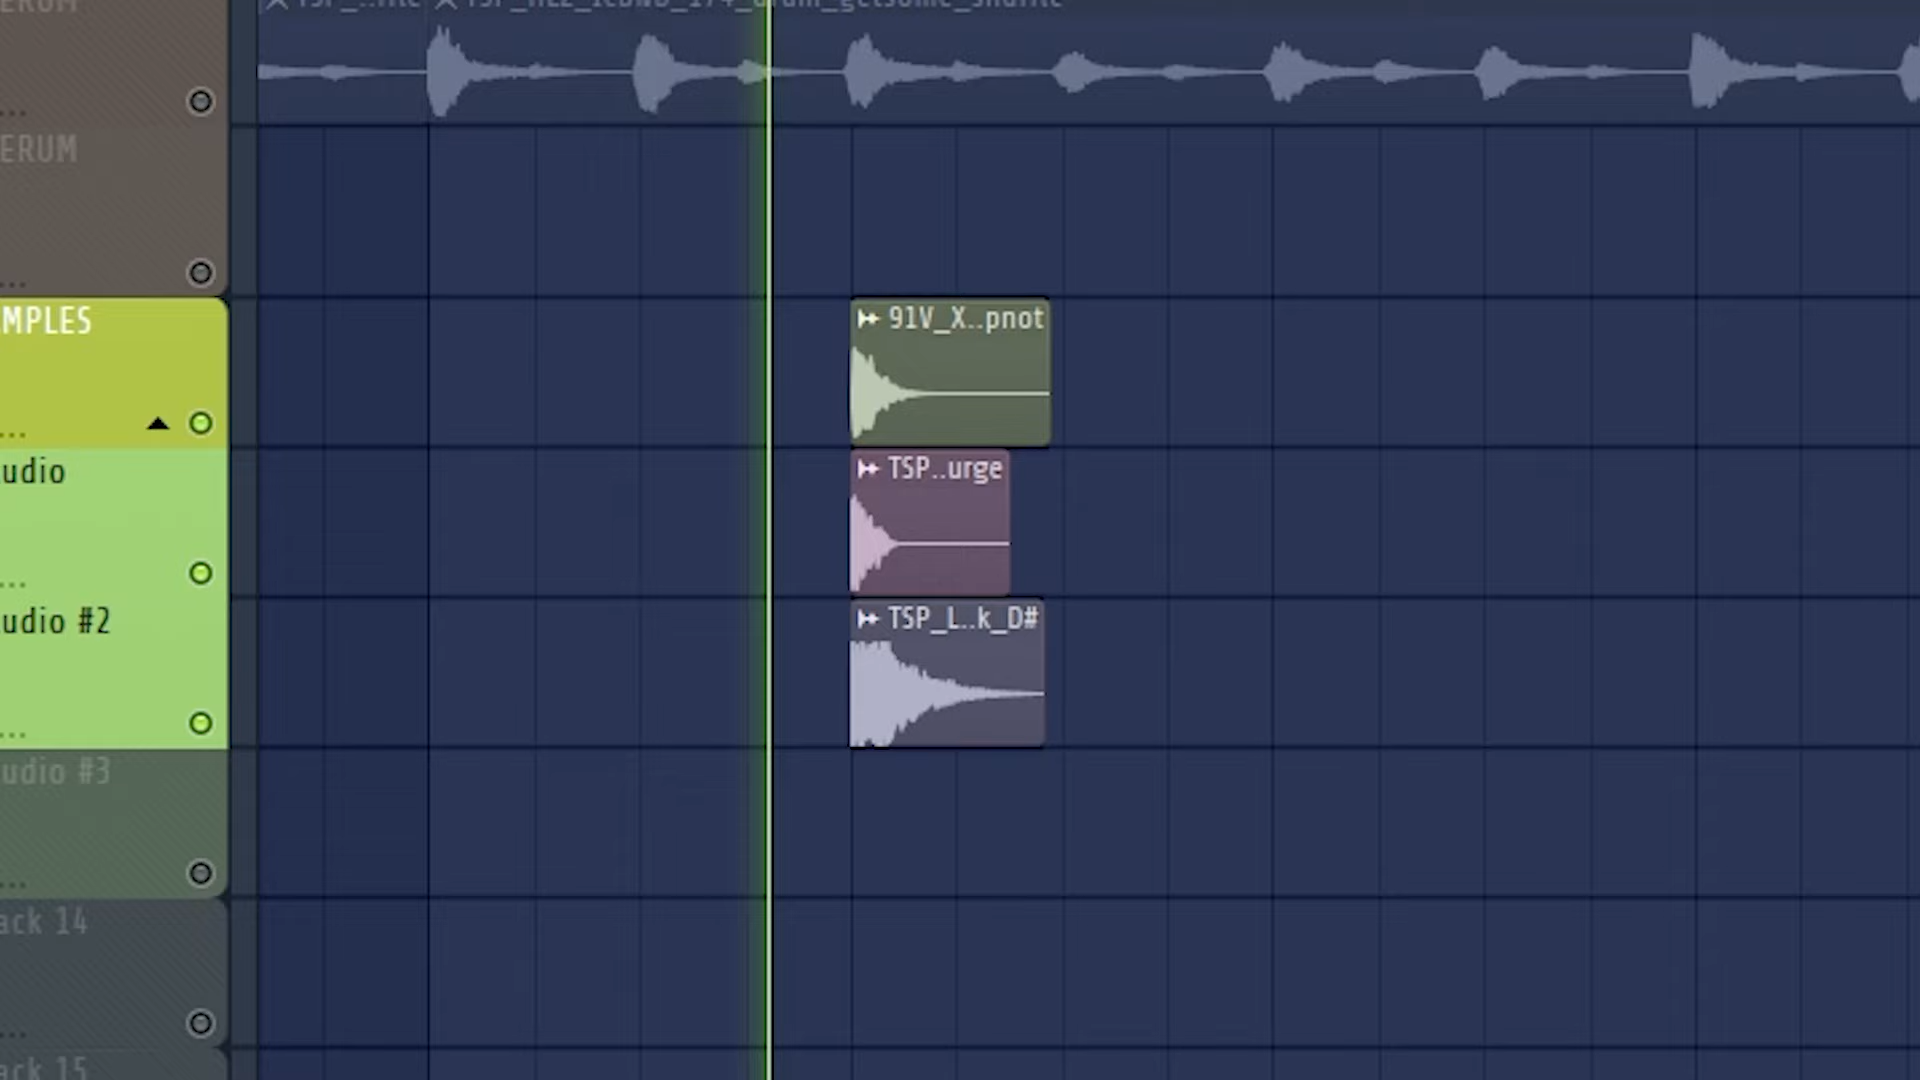 ERUM
MPLES
91V_X..pnot
udio
TSP..urge
udio #2
TSP_L..k_D#
udio #3
ack 14
ack 15